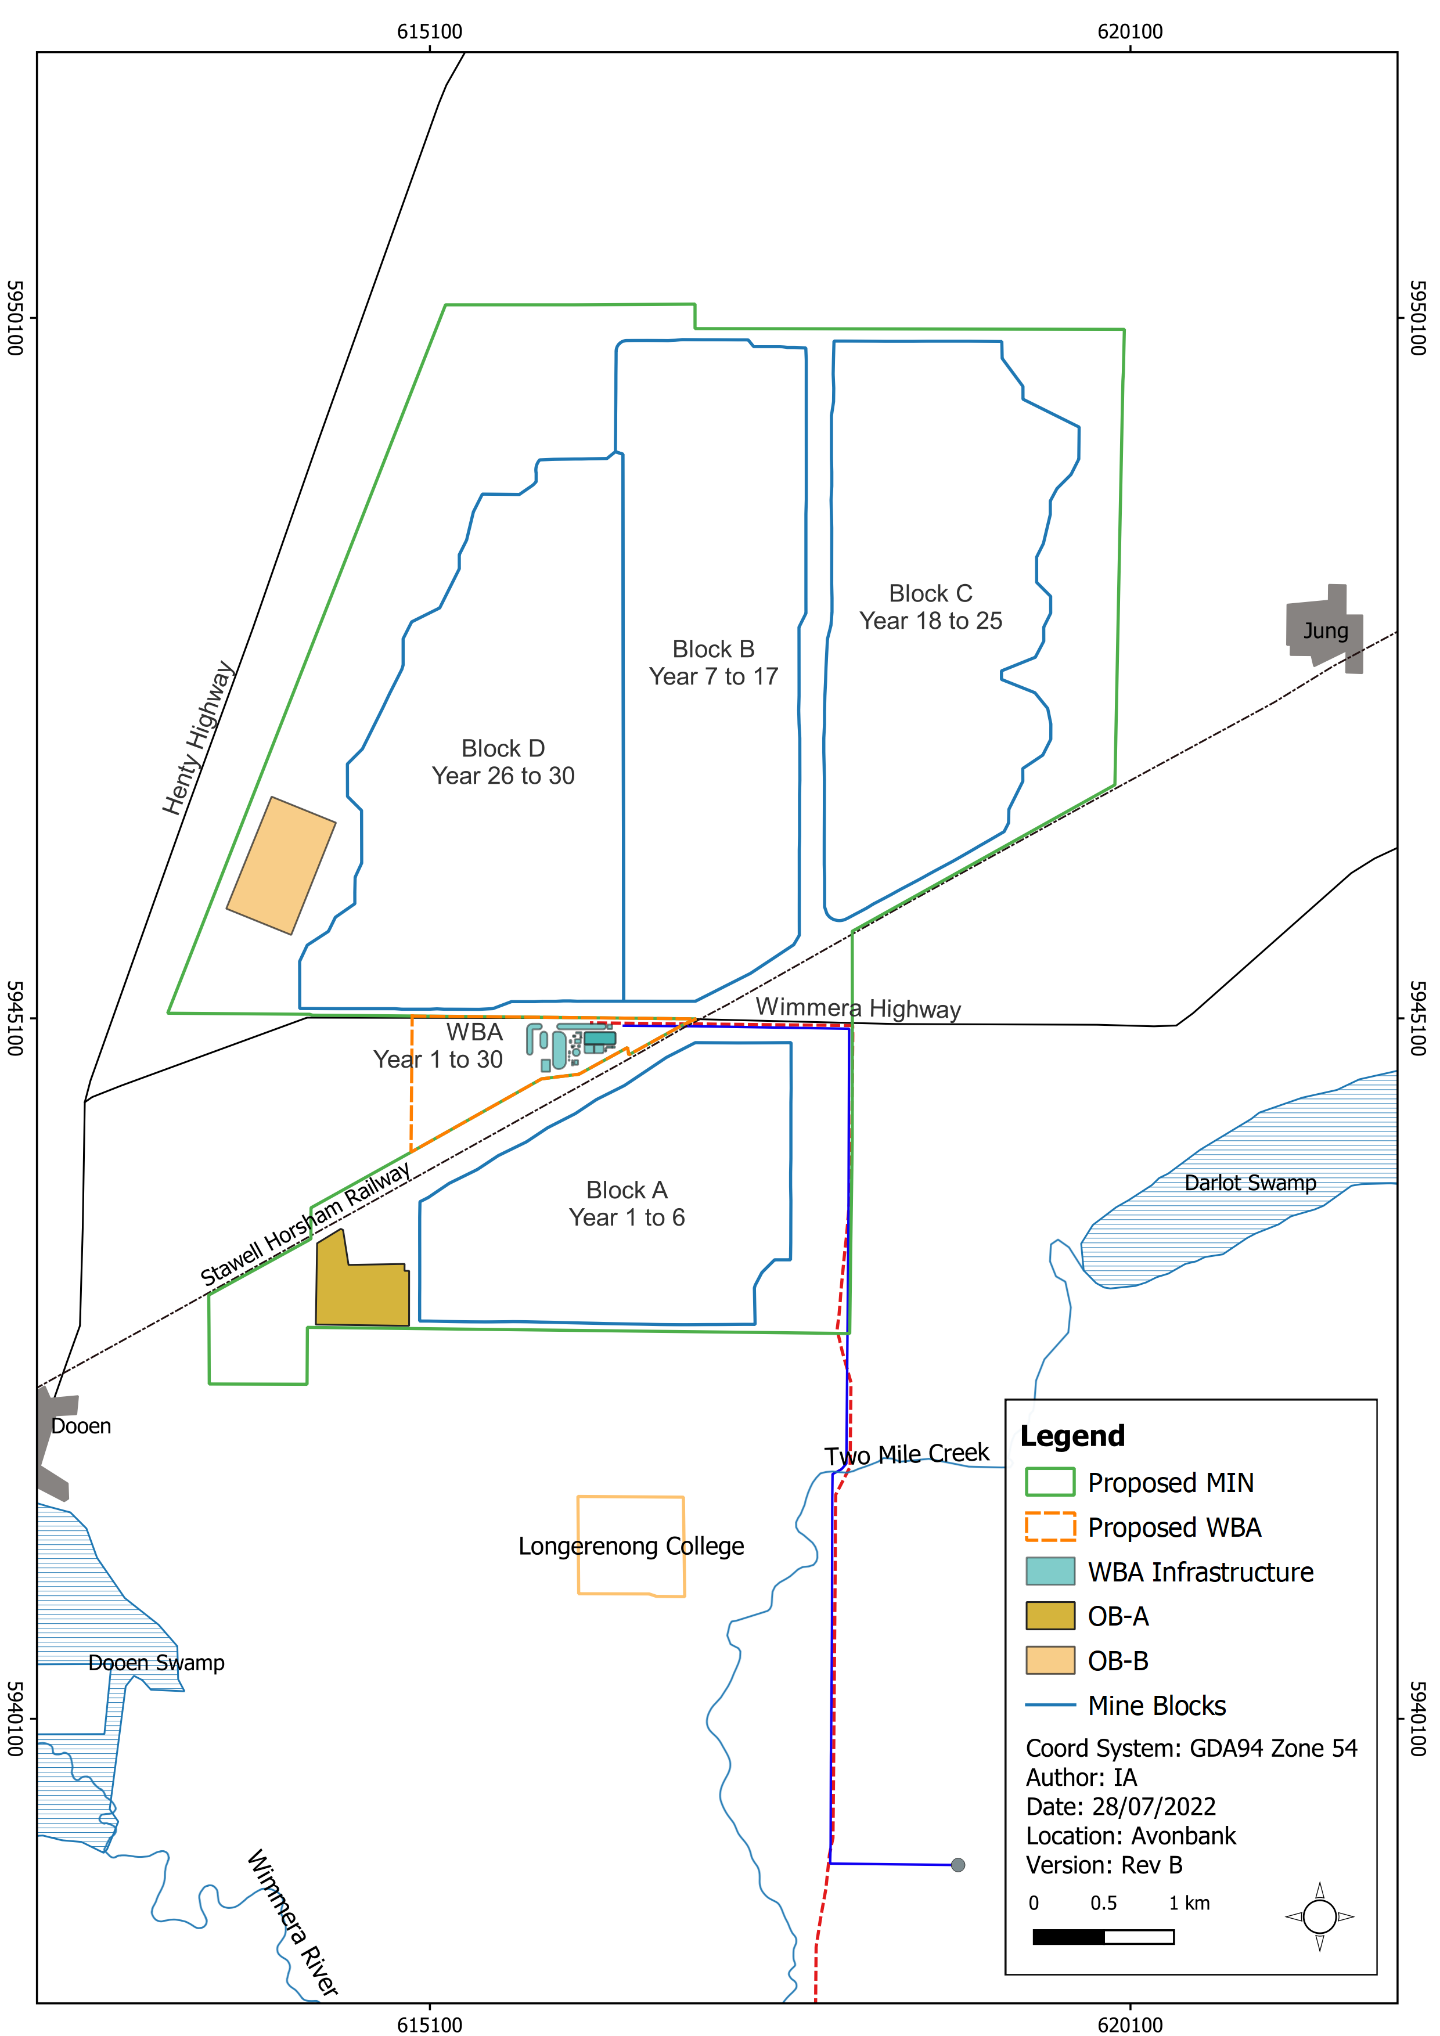 615100
620100
5950100
5950100
Henty Highway
Block C
Year 18 to 25
Jung
Block B
Year 7 to 17
Block D
Year 26 to 30
5945100
5945100
Wimmera Highway
WBA
Year 1 to 30
Stawell Horsham Railway
Block A
Year 1 to 6
Darlot Swamp
Dooen
Two Mile Creek
Longerenong College
Dooen Swamp
Wimmera River
5940100
5940100
Legend
Proposed MIN
Proposed WBA
WBA Infrastructure
OB-A
OB-B
Mine Blocks
Coord System: GDA94 Zone 54
Author: IA
Date: 28/07/2022
Location: Avonbank
Version: Rev B
0 0.5 1 km
615100
620100